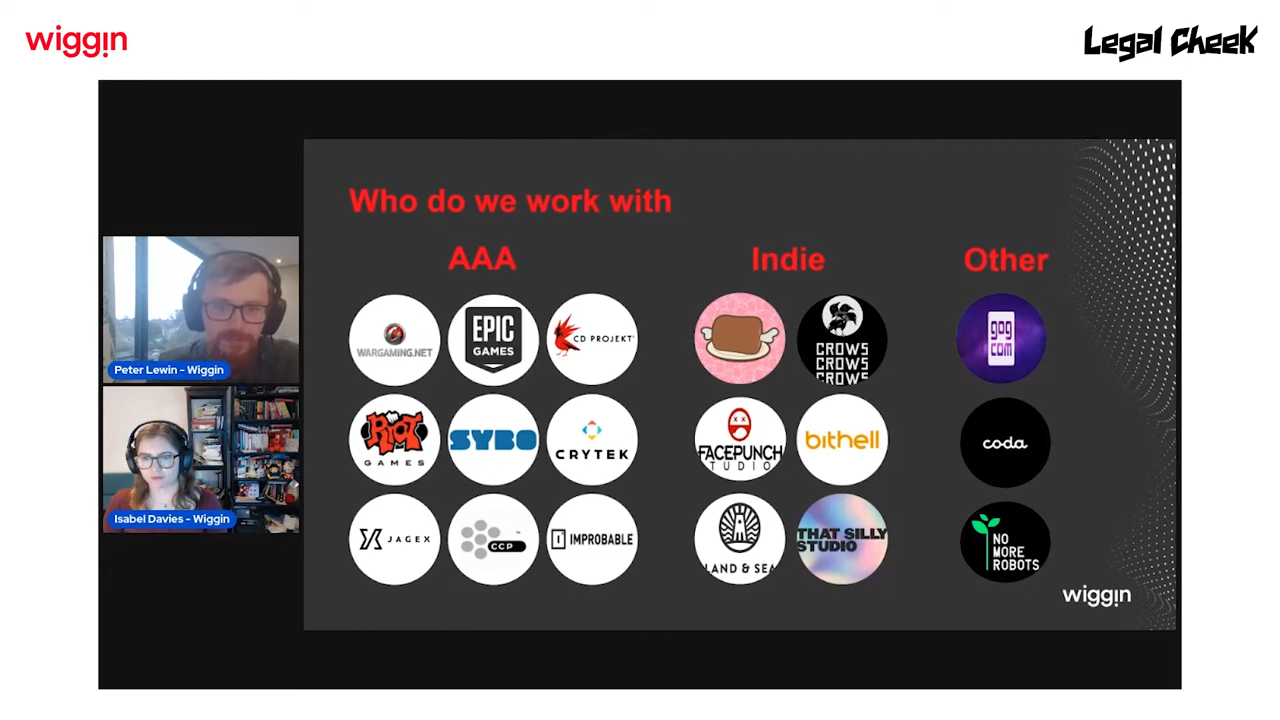 wiggin
Legal Cheek
Who do we work with
AAA
Indie
Other
WARGAMING.NET
EPIC
GAMES
CD PROJEKT
CROWS
CROWS
CROWS
gog
com
RIOT
GAMES
SYBO
CRYTEK
FACEPUNCH
STUDIO
bithell
coda
JAGEX
CCP
IMPROBABLE
LAND & SEA
THAT SILLY
STUDIO
NO
MORE
ROBOTS
wiggin
Peter Lewin - Wiggin
Isabel Davies - Wiggin